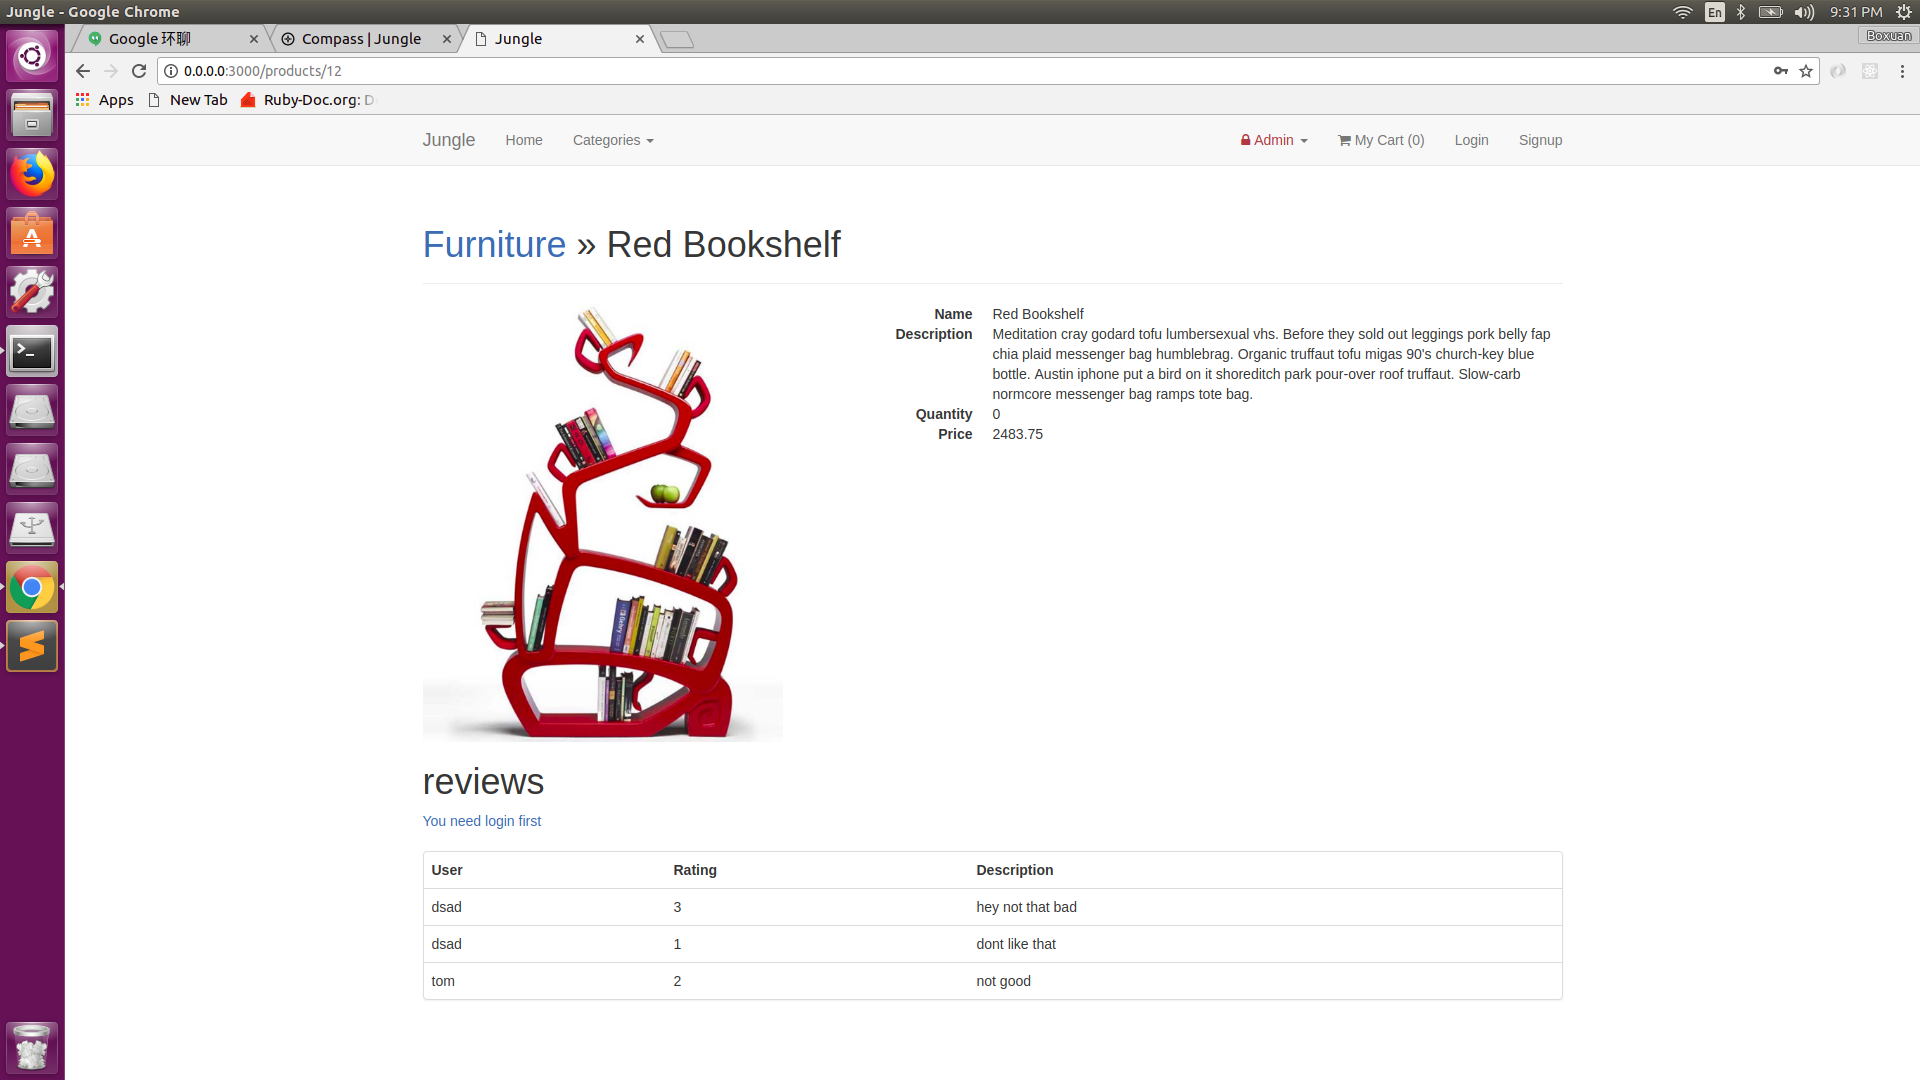 Jungle - Google Chrome
En
9:31 PM
Google 环聊
Compass | Jungle
Jungle
Boxuan
0.0.0.0:3000/products/12
Apps
New Tab
Ruby-Doc.org: D
Jungle
Home
Categories
Admin
My Cart (0)
Login
Signup
Furniture » Red Bookshelf
Name
Red Bookshelf
Description
Meditation cray godard tofu lumbersexual vhs. Before they sold out leggings pork belly fap
chia plaid messenger bag humblebrag. Organic truffaut tofu migas 90's church-key blue
bottle. Austin iphone put a bird on it shoreditch park pour-over roof truffaut. Slow-carb
normcore messenger bag ramps tote bag.
Quantity
0
Price
2483.75
reviews
You need login first
User Rating Description
dsad 3 hey not that bad
dsad 1 dont like that
tom 2 not good